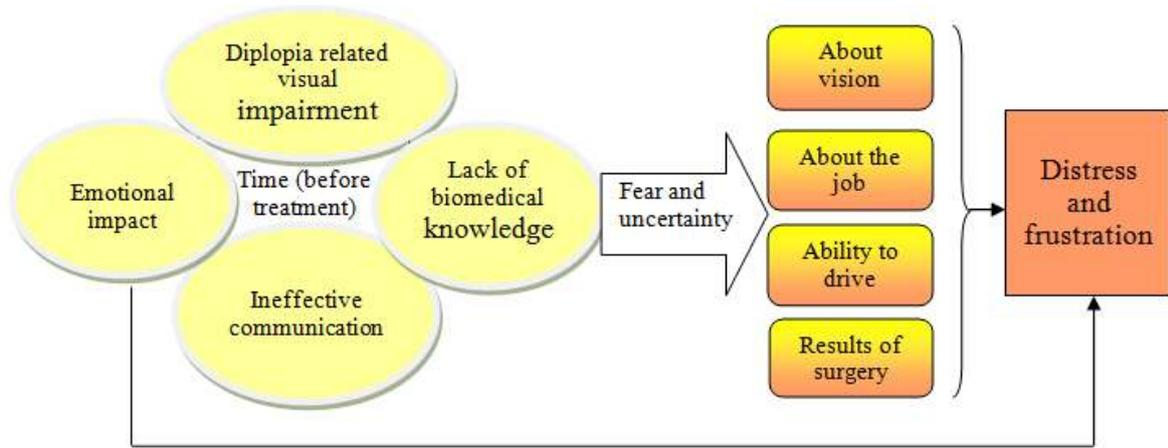 Diplopia related
visual
impairment
Emotional
impact
Time (before
treatment)
Lack of
biomedical
knowledge
Ineffective
communication
Fear and
uncertainty
About
vision
About the
job
Ability to
drive
Results of
surgery
Distress
and
frustration